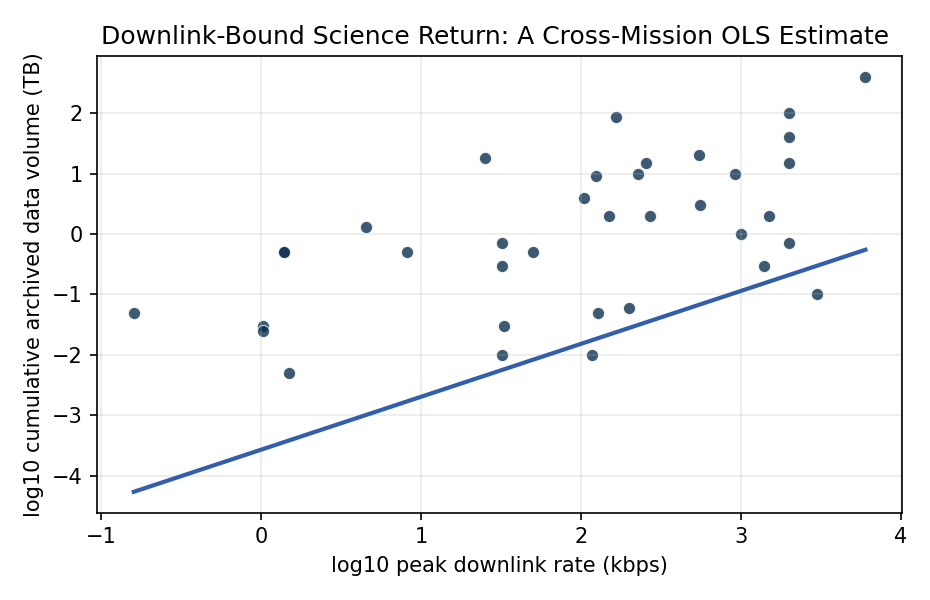 Downlink-Bound Science Return: A Cross-Mission OLS Estimate
log10 cumulative archived data volume (TB)
2
1
0
−1
−2
−3
−4
−1 0 1 2 3 4
log10 peak downlink rate (kbps)